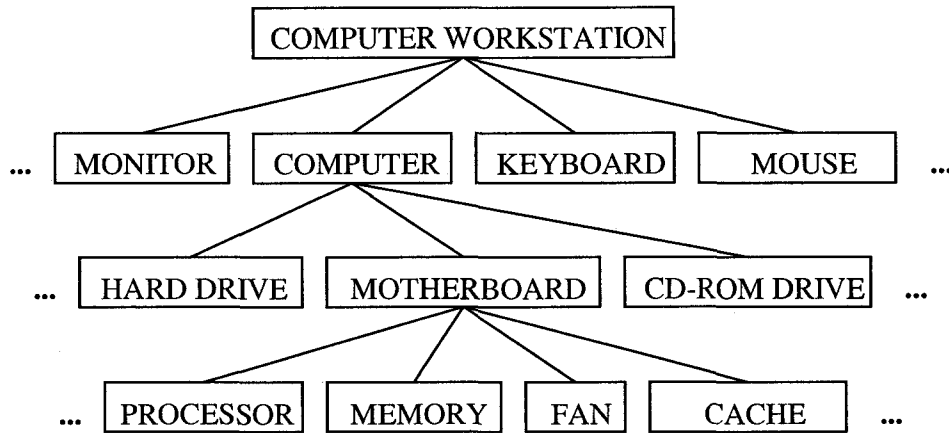 COMPUTER WORKSTATION
... MONITOR COMPUTER KEYBOARD MOUSE ...
... HARD DRIVE MOTHERBOARD CD-ROM DRIVE ...
... PROCESSOR MEMORY FAN CACHE ...